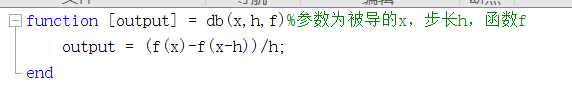 function [output] = db(x,h,f)%参数为被导的x，步长h，函数f
output = (f(x)-f(x-h))/h;
end